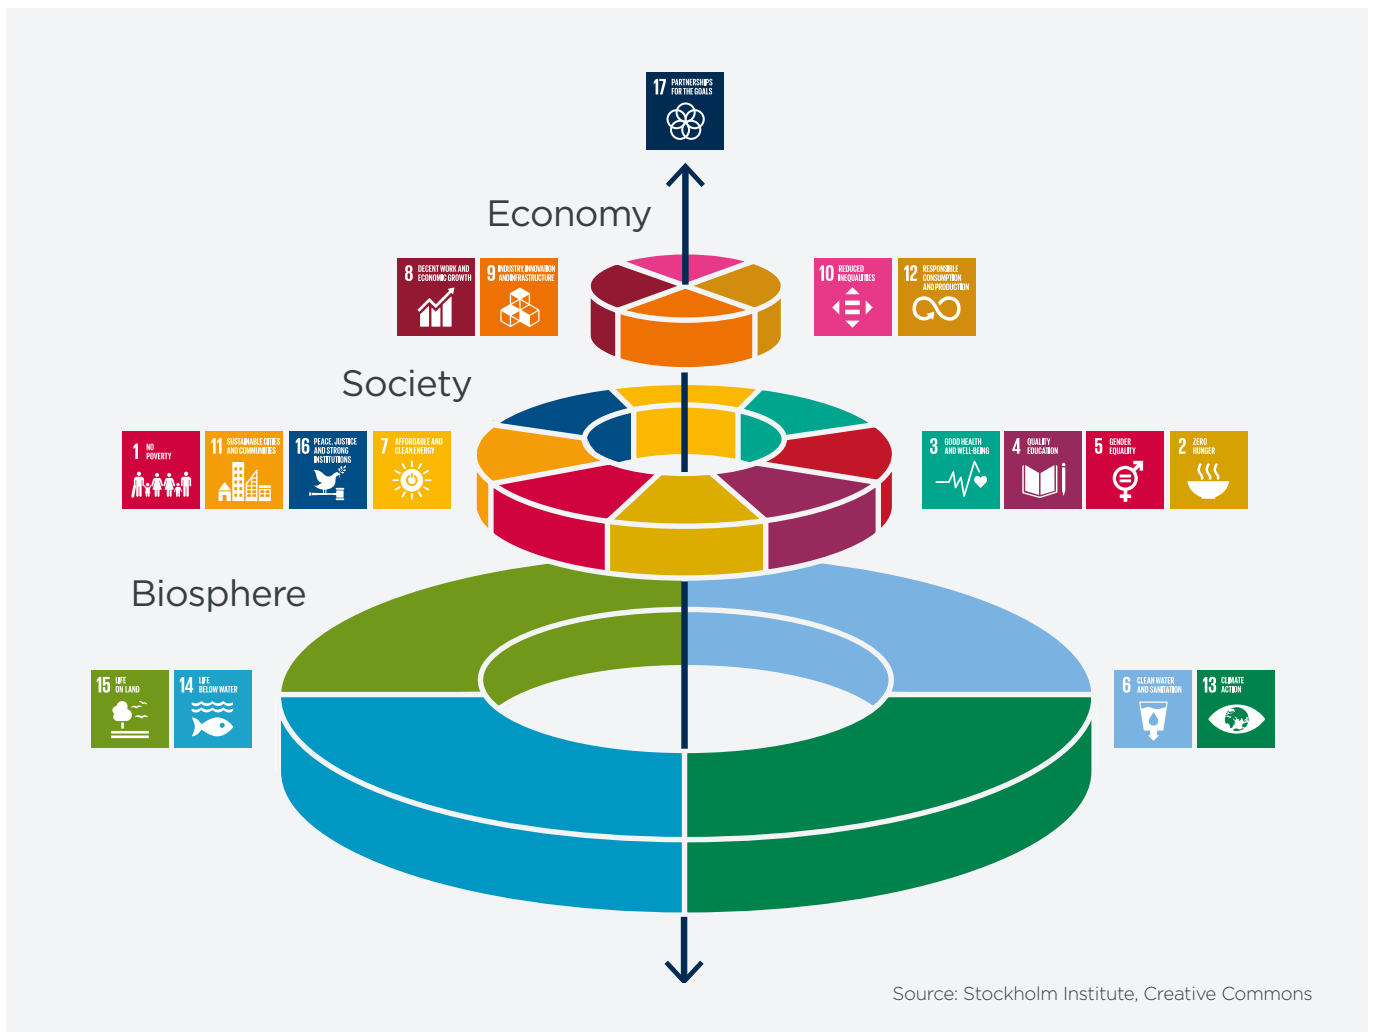 17 PARTNERSHIPS
FOR THE GOALS
Economy
8 DECENT WORK AND
ECONOMIC GROWTH
9 INDUSTRY, INNOVATION
AND INFRASTRUCTURE
10 REDUCED
INEQUALITIES
12 RESPONSIBLE
CONSUMPTION
AND PRODUCTION
Society
1 NO
POVERTY
11 SUSTAINABLE CITIES
AND COMMUNITIES
16 PEACE, JUSTICE
AND STRONG
INSTITUTIONS
7 AFFORDABLE AND
CLEAN ENERGY
3 GOOD HEALTH
AND WELL-BEING
4 QUALITY
EDUCATION
5 GENDER
EQUALITY
2 ZERO
HUNGER
Biosphere
15 LIFE
ON LAND
14 LIFE
BELOW WATER
6 CLEAN WATER
AND SANITATION
13 CLIMATE
ACTION
Source: Stockholm Institute, Creative Commons